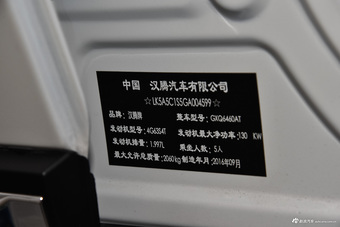 中国 汉腾汽车有限公司
☆LKSA5C1SSGA004599☆
品牌：汉腾牌 整车型号：GXQ6460AT
发动机型号：4G63S4T 发动机最大净功率：130 KW
发动机排量：1.997L 乘坐人数：5人
最大允许总质量：2060kg 制造年月：2016年09月